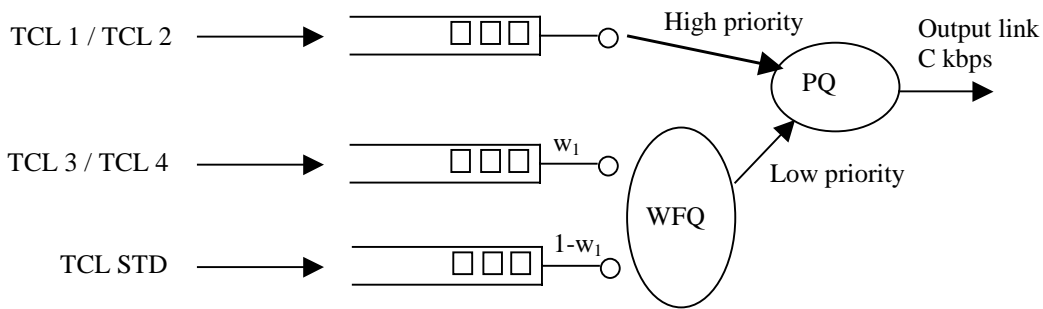 TCL 1 / TCL 2
High priority
Output link
C kbps
PQ
TCL 3 / TCL 4
w₁
Low priority
WFQ
TCL STD
1-w₁